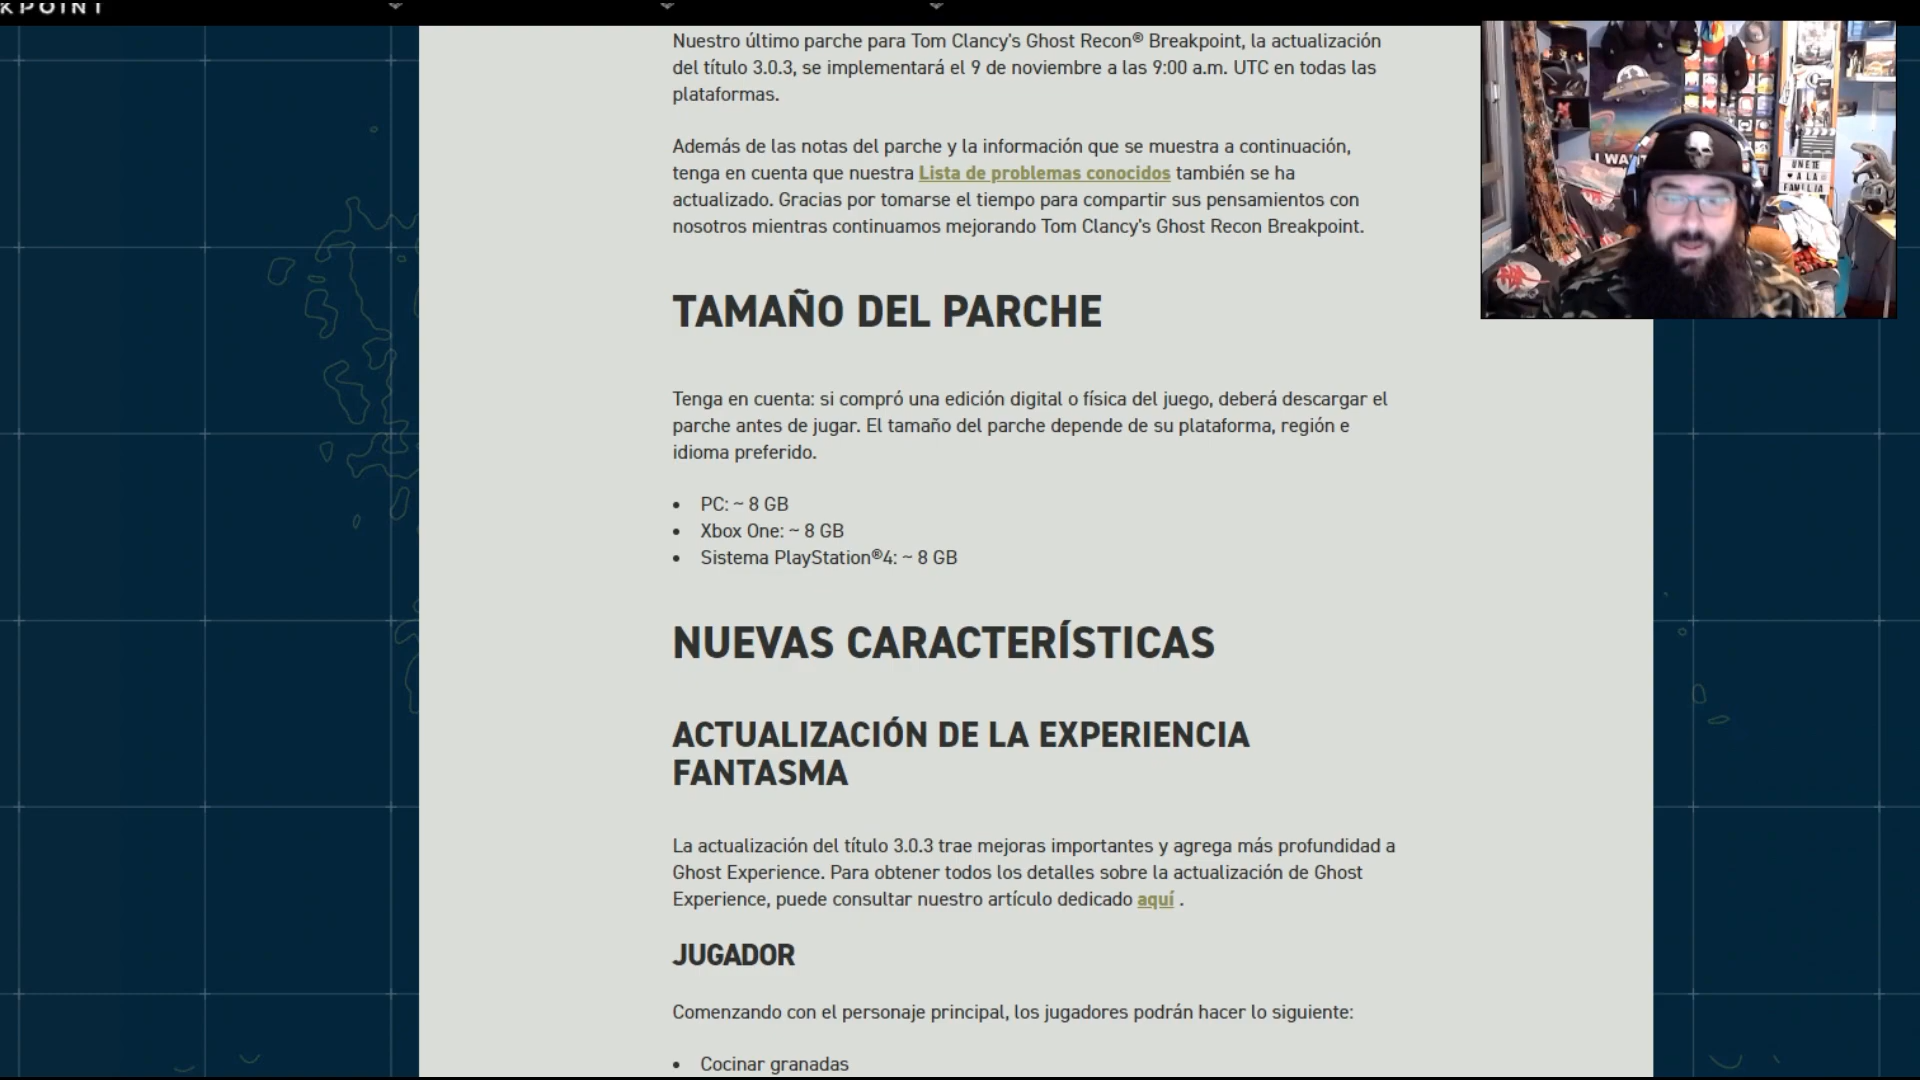 KPOINT
Nuestro último parche para Tom Clancy's Ghost Recon® Breakpoint, la actualización
del título 3.0.3, se implementará el 9 de noviembre a las 9:00 a.m. UTC en todas las
plataformas.
Además de las notas del parche y la información que se muestra a continuación,
tenga en cuenta que nuestra Lista de problemas conocidos también se ha
actualizado. Gracias por tomarse el tiempo para compartir sus pensamientos con
nosotros mientras continuamos mejorando Tom Clancy's Ghost Recon Breakpoint.
TAMAÑO DEL PARCHE
Tenga en cuenta: si compró una edición digital o física del juego, deberá descargar el
parche antes de jugar. El tamaño del parche depende de su plataforma, región e
idioma preferido.
• PC: ~ 8 GB
• Xbox One: ~ 8 GB
• Sistema PlayStation®4: ~ 8 GB
NUEVAS CARACTERÍSTICAS
ACTUALIZACIÓN DE LA EXPERIENCIA
FANTASMA
La actualización del título 3.0.3 trae mejoras importantes y agrega más profundidad a
Ghost Experience. Para obtener todos los detalles sobre la actualización de Ghost
Experience, puede consultar nuestro artículo dedicado aquí .
JUGADOR
Comenzando con el personaje principal, los jugadores podrán hacer lo siguiente:
• Cocinar granadas
I WANT
UNETE
A LA
FAMILIA